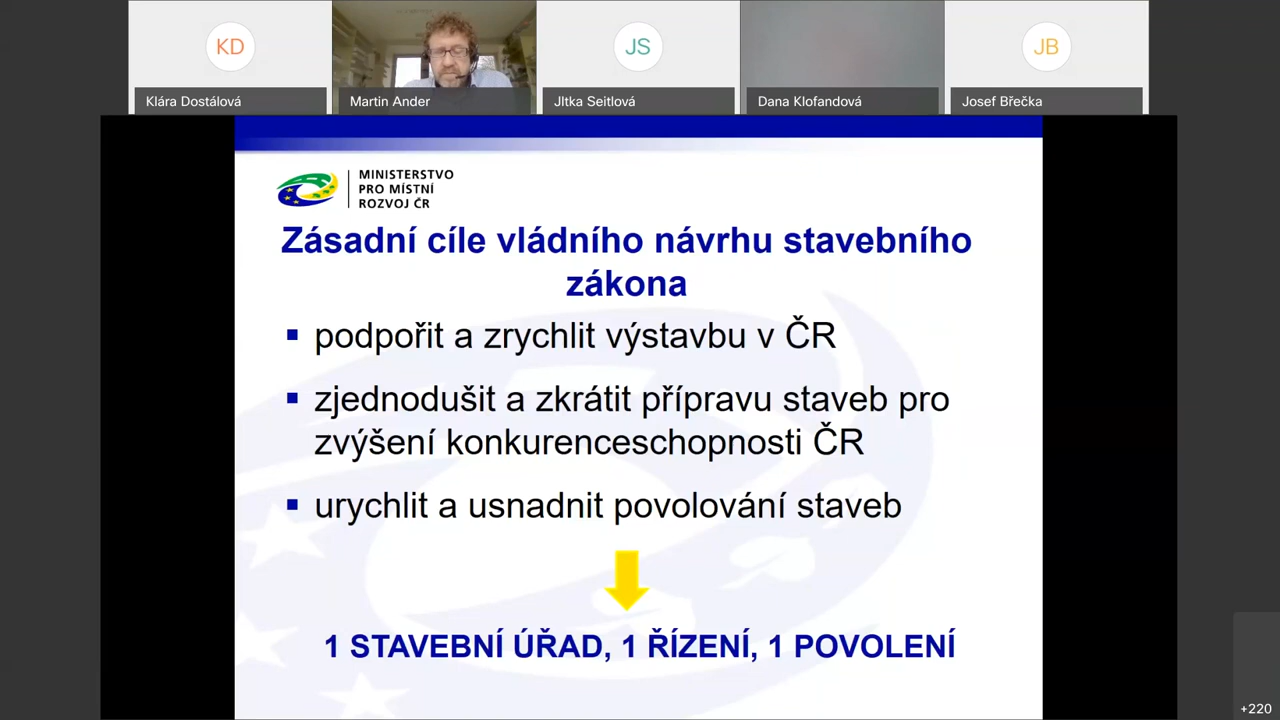 KD
JS
JB
Klára Dostálová
Martin Ander
JItka Seitlová
Dana Klofandová
Josef Břečka
MINISTERSTVO
PRO MÍSTNÍ
ROZVOJ ČR
Zásadní cíle vládního návrhu stavebního
zákona
podpořit a zrychlit výstavbu v ČR
zjednodušit a zkrátit přípravu staveb pro
zvýšení konkurenceschopnosti ČR
urychlit a usnadnit povolování staveb
1 STAVEBNÍ ÚŘAD, 1 ŘÍZENÍ, 1 POVOLENÍ
+220